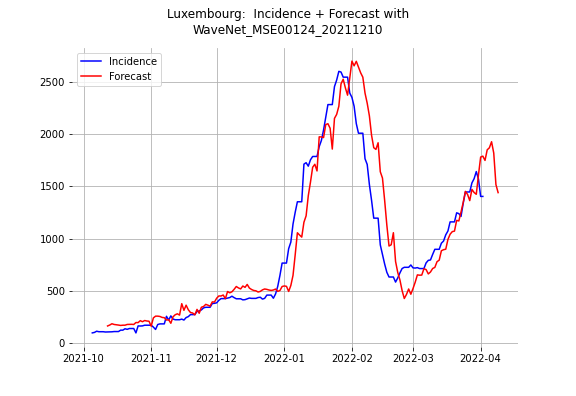 Luxembourg:  Incidence + Forecast with
WaveNet_MSE00124_20211210
Incidence
Forecast
2500
2000
1500
1000
500
0
2021-10 2021-11 2021-12 2022-01 2022-02 2022-03 2022-04